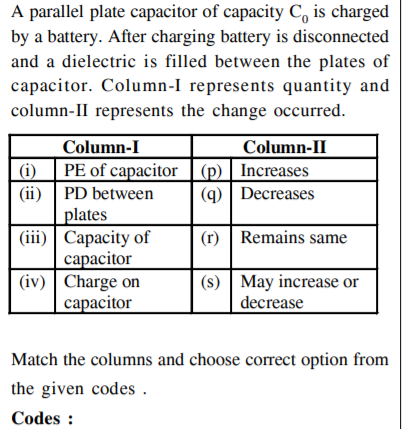 A parallel plate capacitor of capacity C₀ is charged
by a battery. After charging battery is disconnected
and a dielectric is filled between the plates of
capacitor. Column-I represents quantity and
column-II represents the change occurred.
Column-I Column-II
(i) PE of capacitor (p) Increases
(ii) PD between (q) Decreases
plates
(iii) Capacity of (r) Remains same
capacitor
(iv) Charge on (s) May increase or
capacitor decrease
Match the columns and choose correct option from
the given codes .
Codes :